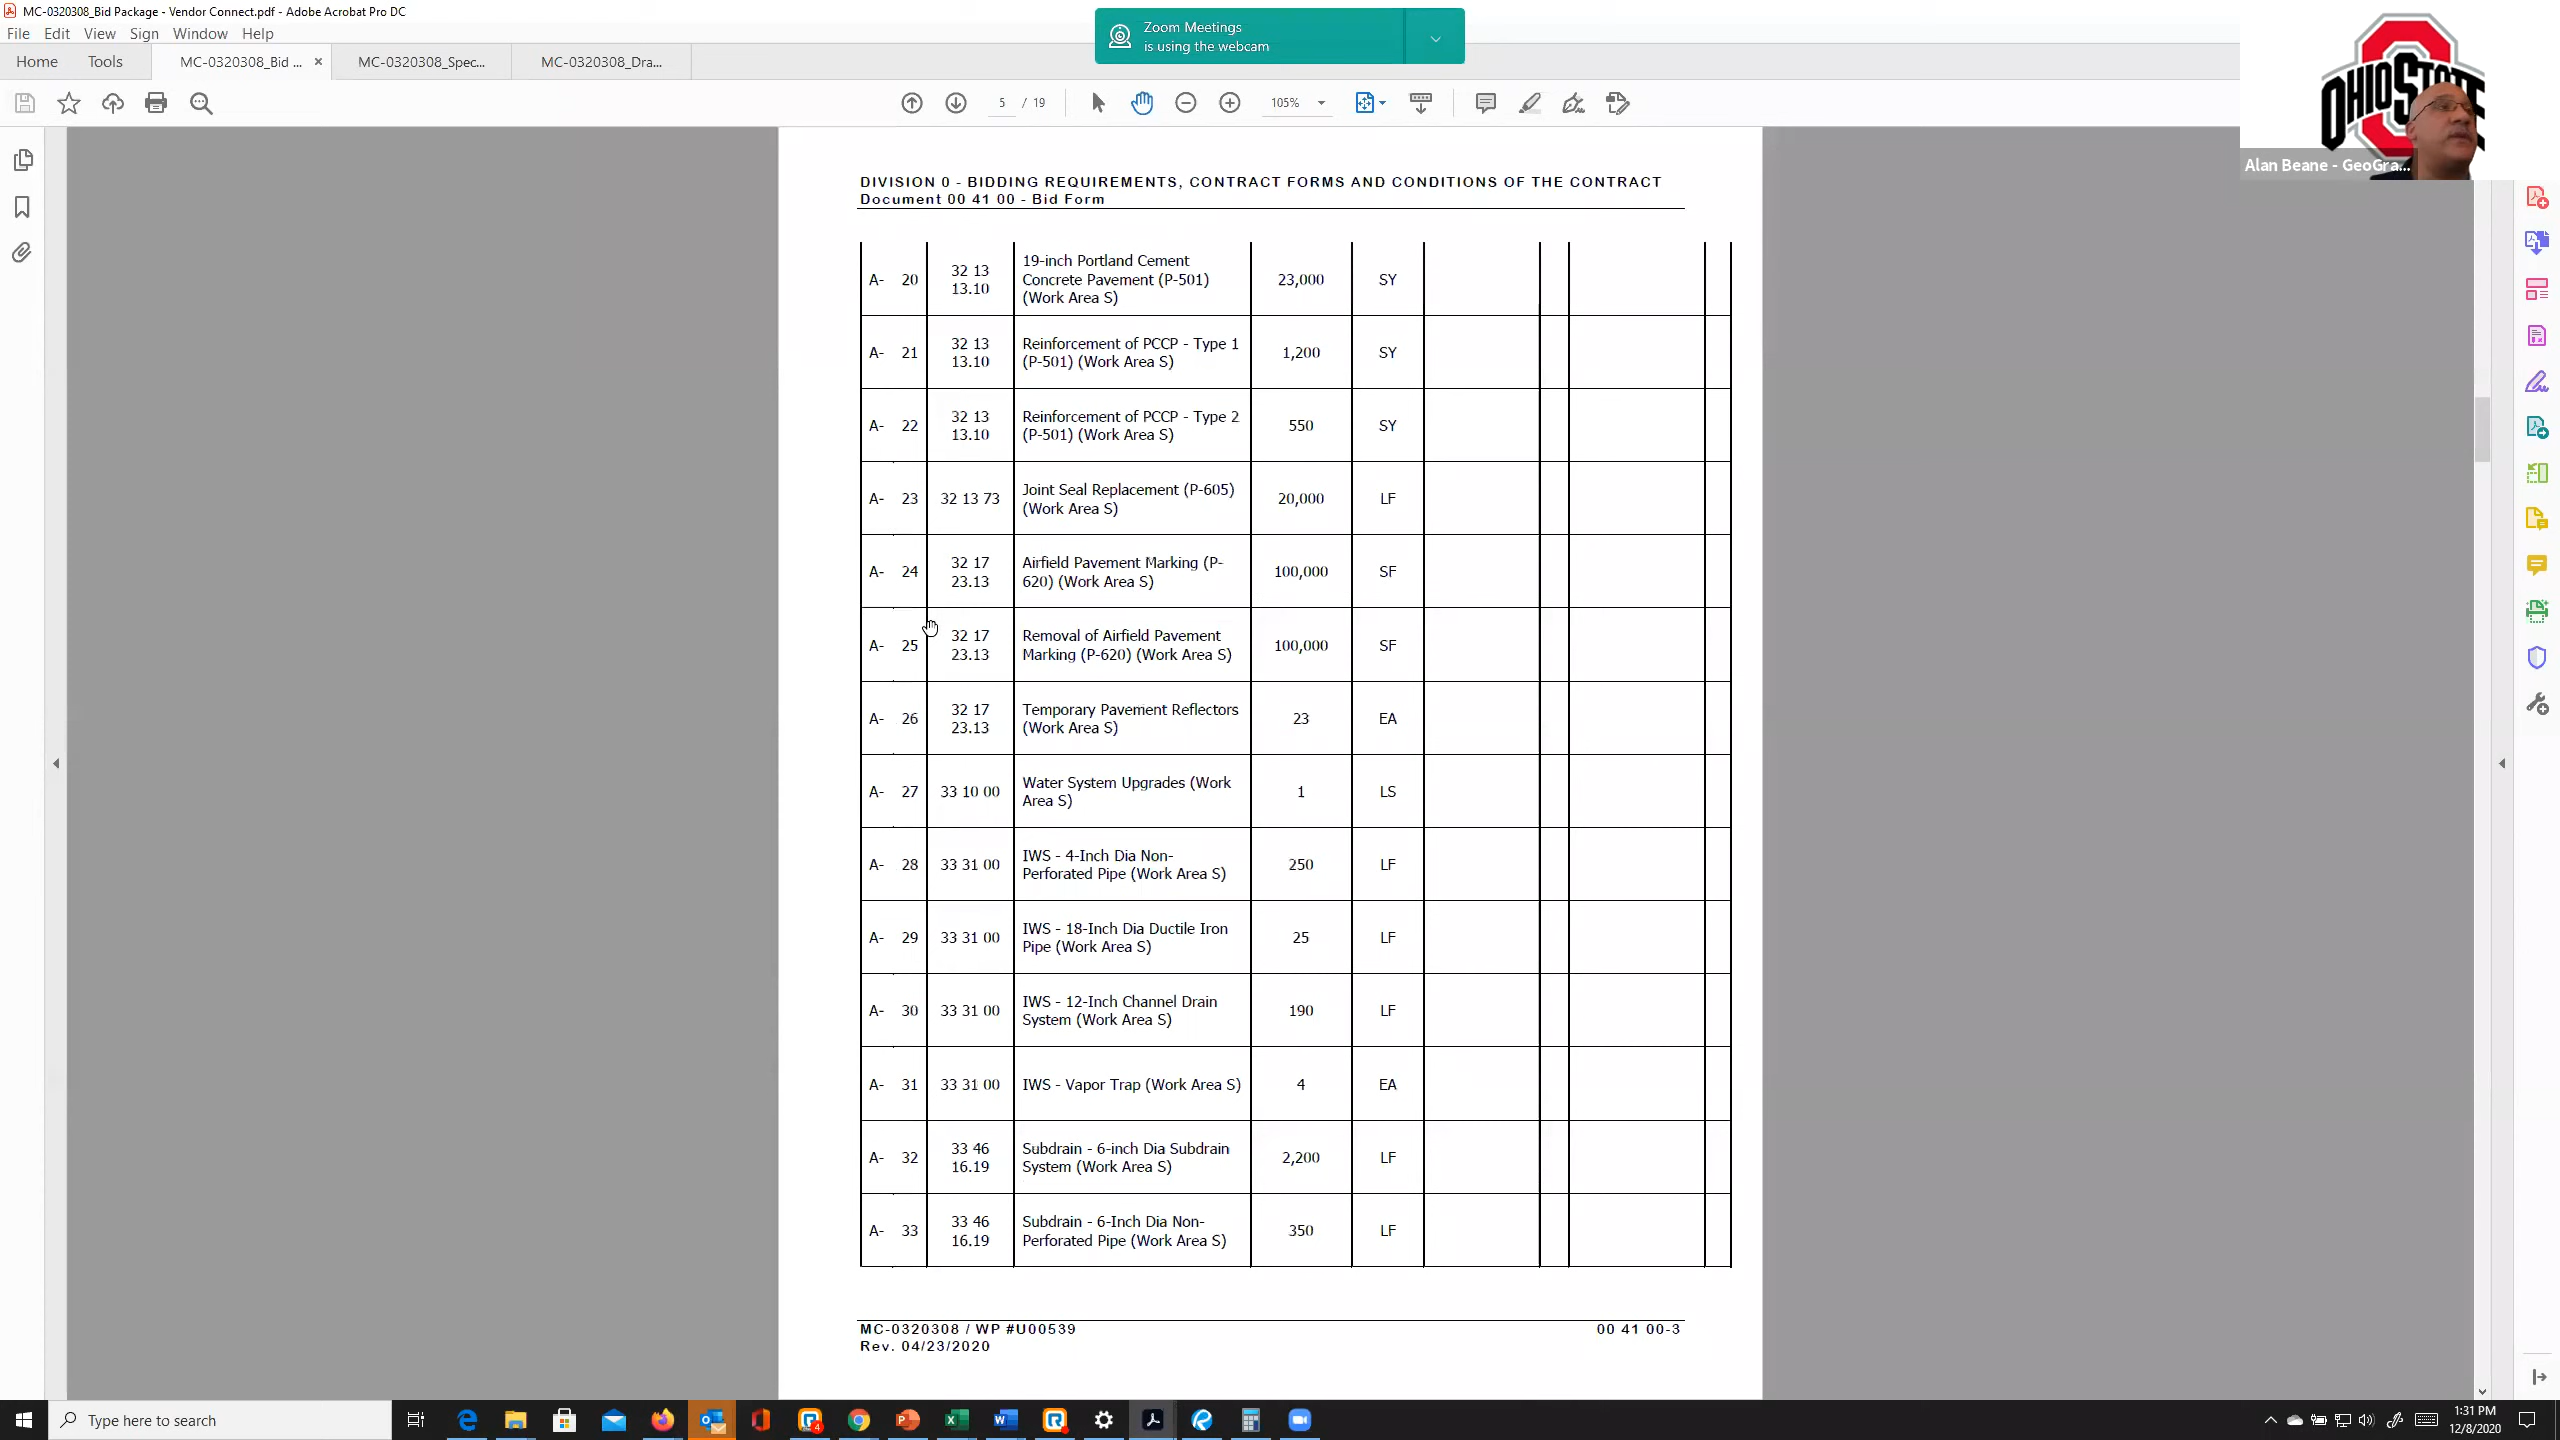 MC-0320308_Bid Package - Vendor Connect.pdf - Adobe Acrobat Pro DC
File Edit View Sign Window Help
Home Tools MC-0320308_Bid ... × MC-0320308_Spec... MC-0320308_Dra...
Zoom Meetings
is using the webcam
5 / 19 105%
OHIO STATE
Alan Beane - GeoGra...
DIVISION 0 - BIDDING REQUIREMENTS, CONTRACT FORMS AND CONDITIONS OF THE CONTRACT
Document 00 41 00 - Bid Form
A- 20 32 13 13.10 19-inch Portland Cement
Concrete Pavement (P-501)
(Work Area S) 23,000 SY
A- 21 32 13 13.10 Reinforcement of PCCP - Type 1
(P-501) (Work Area S) 1,200 SY
A- 22 32 13 13.10 Reinforcement of PCCP - Type 2
(P-501) (Work Area S) 550 SY
A- 23 32 13 73 Joint Seal Replacement (P-605)
(Work Area S) 20,000 LF
A- 24 32 17 23.13 Airfield Pavement Marking (P-
620) (Work Area S) 100,000 SF
A- 25 32 17 23.13 Removal of Airfield Pavement
Marking (P-620) (Work Area S) 100,000 SF
A- 26 32 17 23.13 Temporary Pavement Reflectors
(Work Area S) 23 EA
A- 27 33 10 00 Water System Upgrades (Work
Area S) 1 LS
A- 28 33 31 00 IWS - 4-Inch Dia Non-
Perforated Pipe (Work Area S) 250 LF
A- 29 33 31 00 IWS - 18-Inch Dia Ductile Iron
Pipe (Work Area S) 25 LF
A- 30 33 31 00 IWS - 12-Inch Channel Drain
System (Work Area S) 190 LF
A- 31 33 31 00 IWS - Vapor Trap (Work Area S) 4 EA
A- 32 33 46 16.19 Subdrain - 6-inch Dia Subdrain
System (Work Area S) 2,200 LF
A- 33 33 46 16.19 Subdrain - 6-Inch Dia Non-
Perforated Pipe (Work Area S) 350 LF
MC-0320308 / WP #U00539 00 41 00-3
Rev. 04/23/2020
Type here to search
4
1:31 PM
12/8/2020